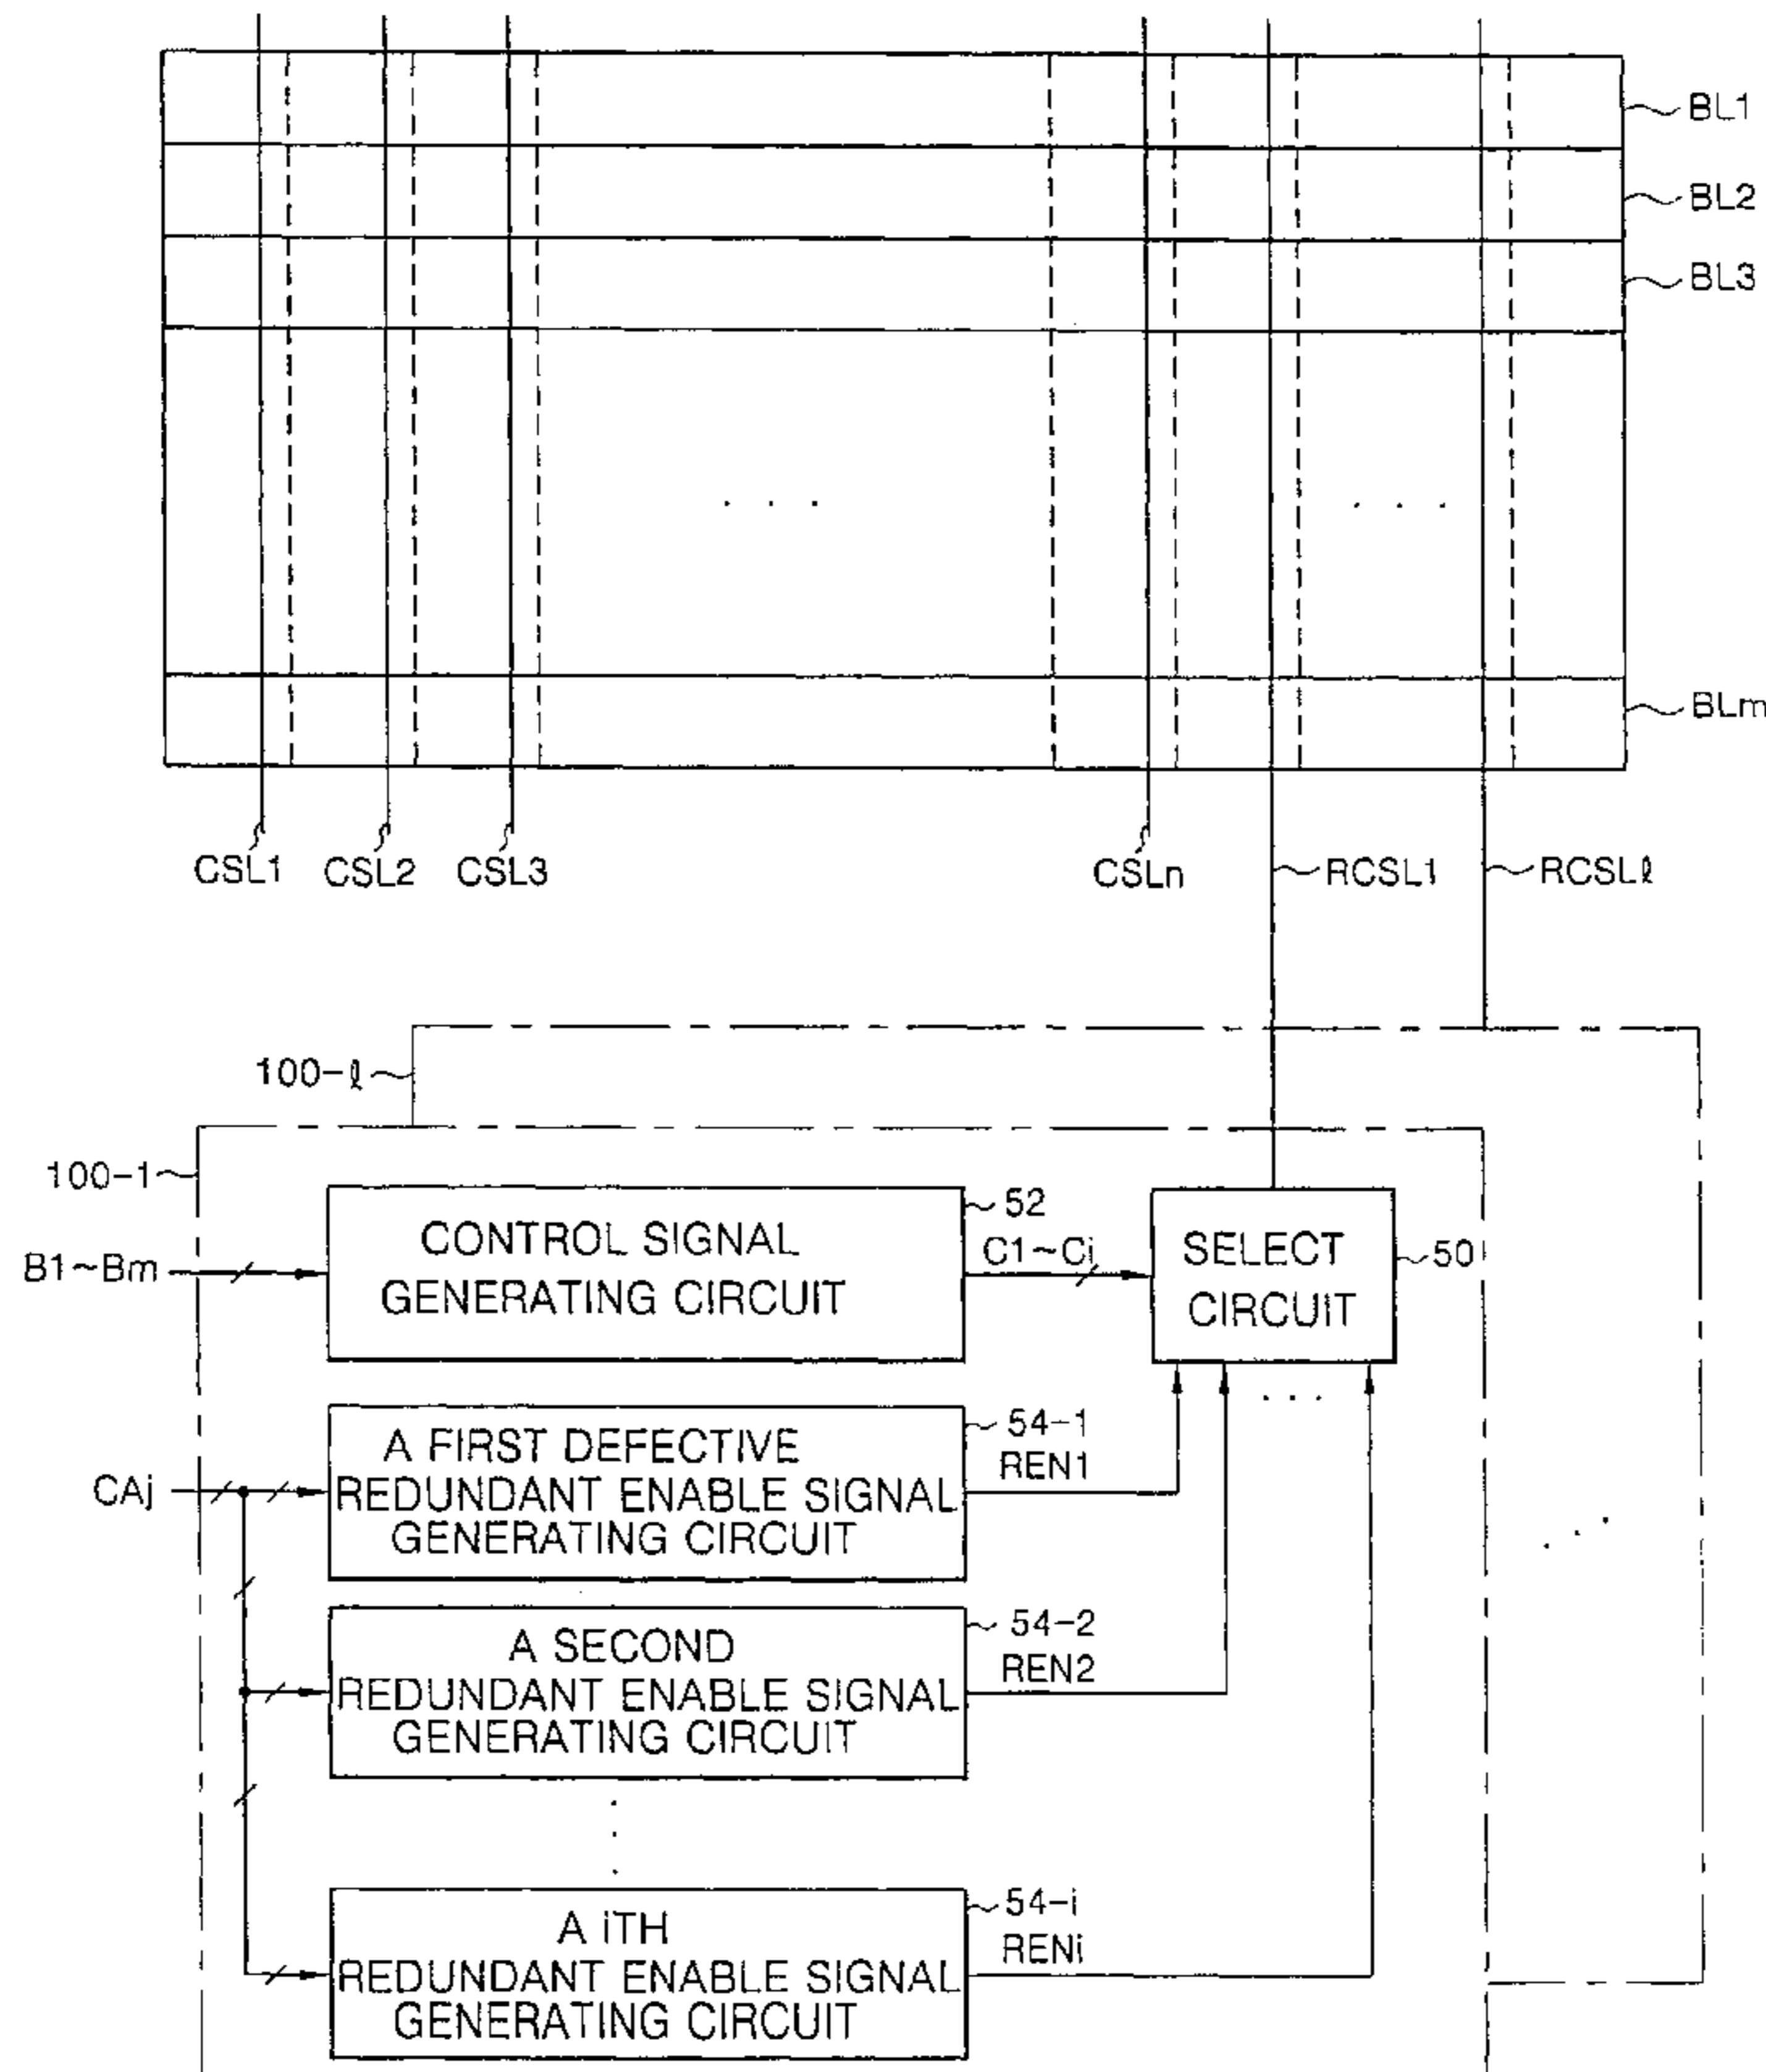 BL1
BL2
BL3
BLm
CSL1
CSL2
CSL3
CSLn
RCSL1
RCSLℓ
100-ℓ
100-1
52
CONTROL SIGNAL
GENERATING CIRCUIT
B1~Bm
C1~Ci
SELECT
CIRCUIT
50
54-1
A FIRST DEFECTIVE
REDUNDANT ENABLE SIGNAL
GENERATING CIRCUIT
REN1
CAj
54-2
A SECOND
REDUNDANT ENABLE SIGNAL
GENERATING CIRCUIT
REN2
54-i
A iTH
REDUNDANT ENABLE SIGNAL
GENERATING CIRCUIT
RENi